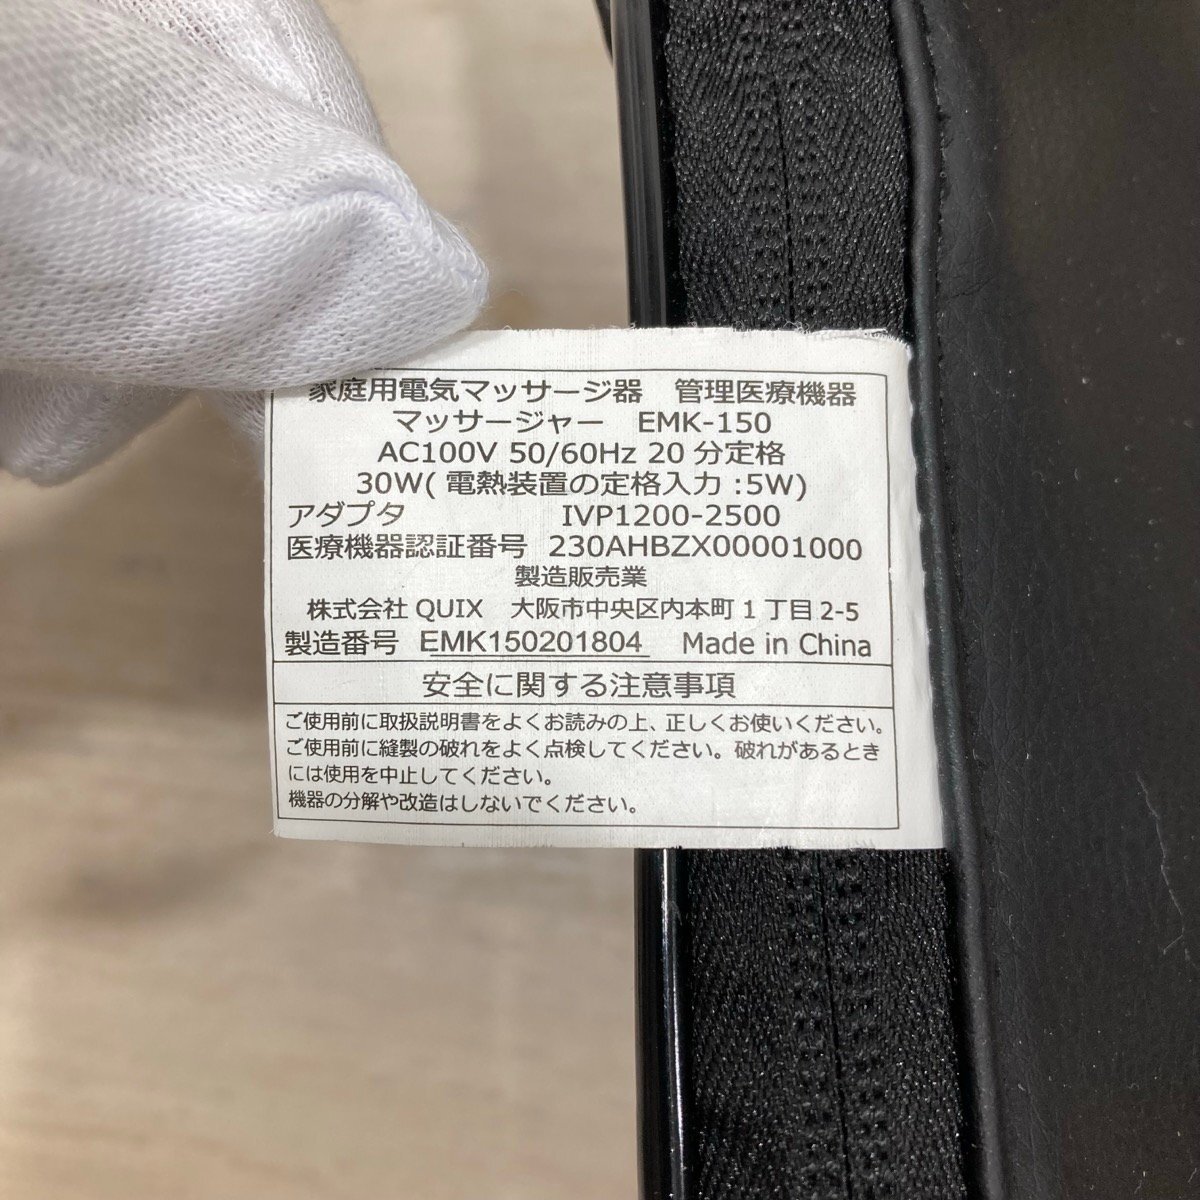 家庭用電気マッサージ器　管理医療機器
マッサージャー　EMK-150
AC100V 50/60Hz 20 分定格
30W( 電熱装置の定格入力 :5W)
アダプタ　IVP1200-2500
医療機器認証番号　230AHBZX00001000
製造販売業
株式会社 QUIX　大阪市中央区内本町 1 丁目 2-5
製造番号　EMK150201804　Made in China
安全に関する注意事項
ご使用前に取扱説明書をよくお読みの上、正しくお使いください。
ご使用前に縫製の破れをよく点検してください。破れがあるとき
には使用を中止してください。
機器の分解や改造はしないでください。